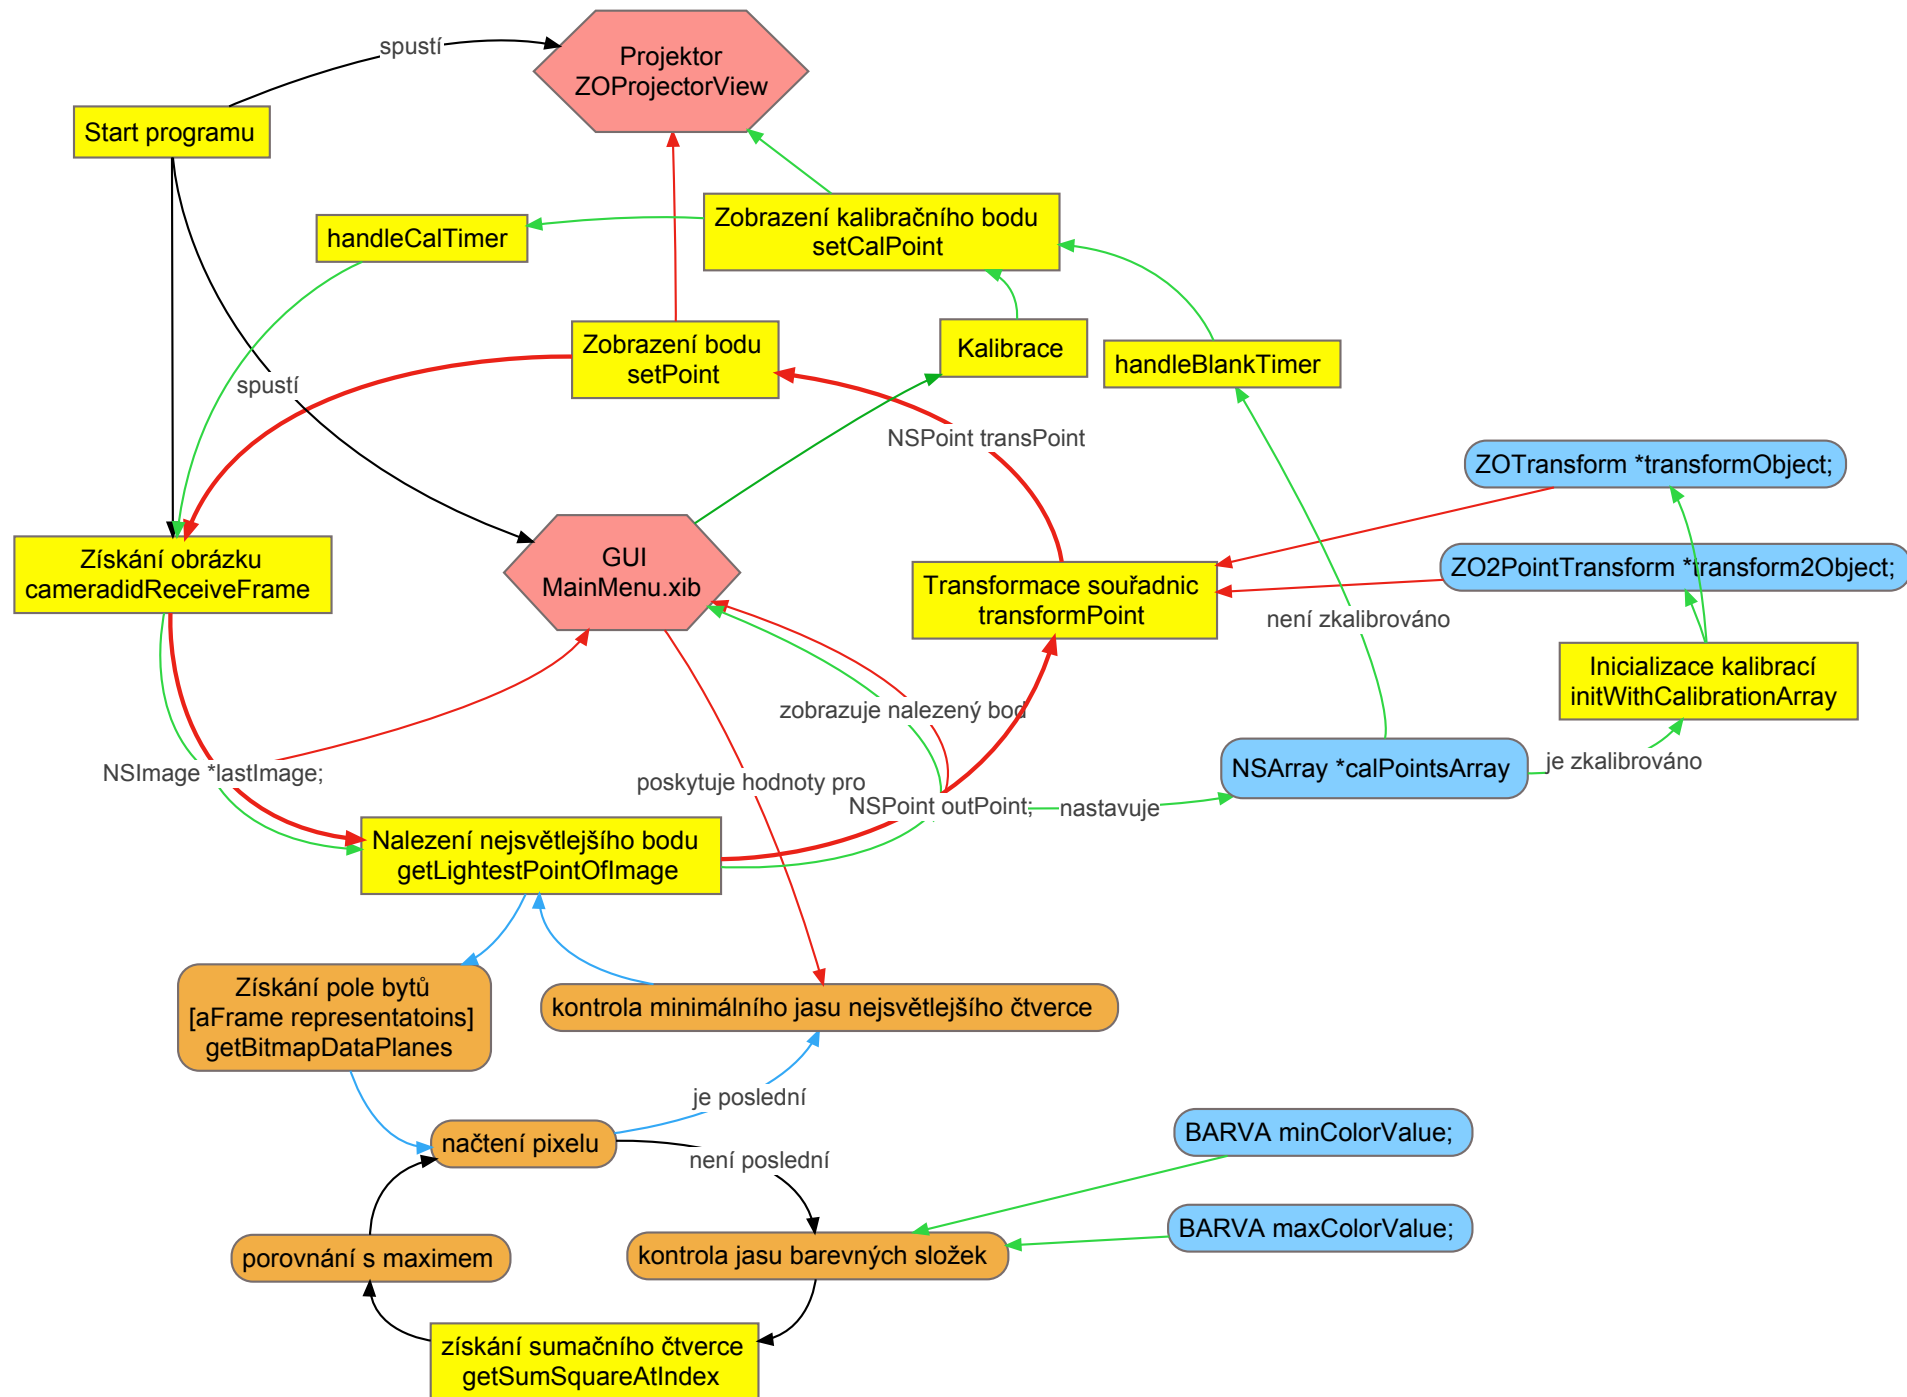 spustí
Projektor
ZOProjectorView
Start programu
Zobrazení kalibračního bodu
setCalPoint
handleCalTimer
Zobrazení bodu
setPoint
Kalibrace
handleBlankTimer
spustí
NSPoint transPoint
ZOTransform *transformObject;
Získání obrázku
cameradidReceiveFrame
GUI
MainMenu.xib
Transformace souřadnic
transformPoint
ZO2PointTransform *transform2Object;
není zkalibrováno
Inicializace kalibrací
initWithCalibrationArray
zobrazuje nalezený bod
NSImage *lastImage;
poskytuje hodnoty pro
NSPoint outPoint;
nastavuje
NSArray *calPointsArray
je zkalibrováno
Nalezení nejsvětlejšího bodu
getLightestPointOfImage
Získání pole bytů
[aFrame representatoins]
getBitmapDataPlanes
kontrola minimálního jasu nejsvětlejšího čtverce
je poslední
načtení pixelu
není poslední
BARVA minColorValue;
BARVA maxColorValue;
porovnání s maximem
kontrola jasu barevných složek
získání sumačního čtverce
getSumSquareAtIndex